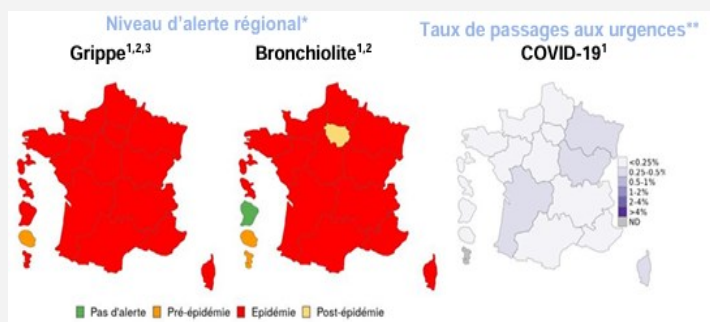 Niveau d'alerte régional*
Taux de passages aux urgences**
Grippe1,2,3
Bronchiolite1,2
COVID-191
<0.25%
0.25-0.5%
0.5-1%
1-2%
2-4%
>4%
ND
Pas d'alerte
Pré-épidémie
Epidémie
Post-épidémie